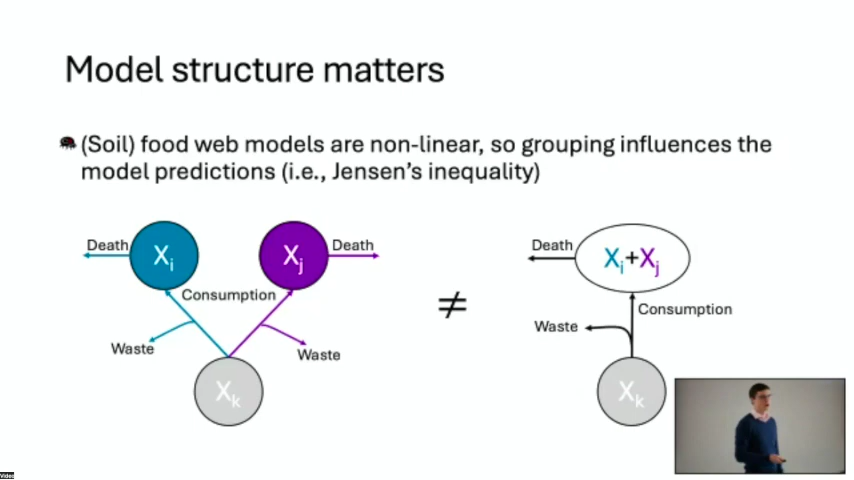 Model structure matters
(Soil) food web models are non-linear, so grouping influences the
model predictions (i.e., Jensen’s inequality)
Death
Xi
Xj
Death
Consumption
Waste
Waste
Xk
≠
Death
Xi+Xj
Consumption
Waste
Xk
Video